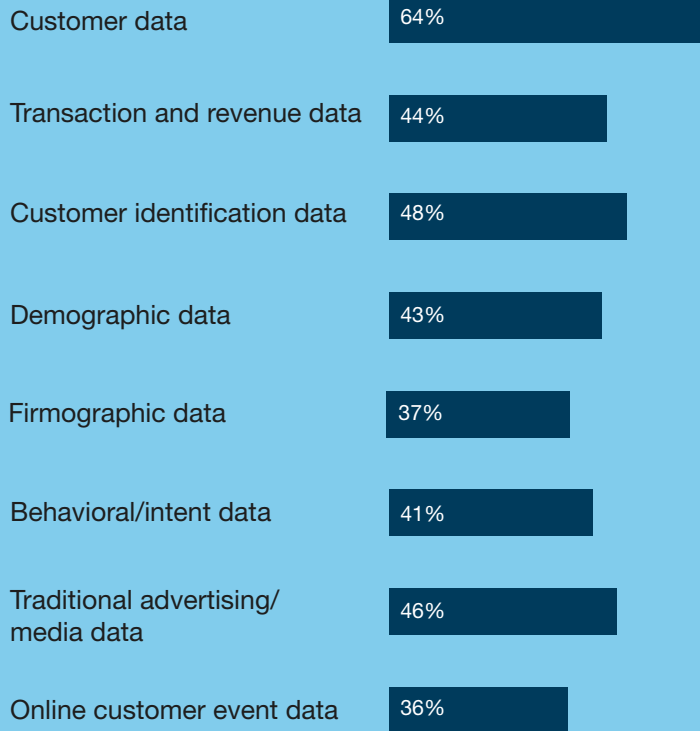 Customer data 64%
Transaction and revenue data 44%
Customer identification data 48%
Demographic data 43%
Firmographic data 37%
Behavioral/intent data 41%
Traditional advertising/
media data 46%
Online customer event data 36%